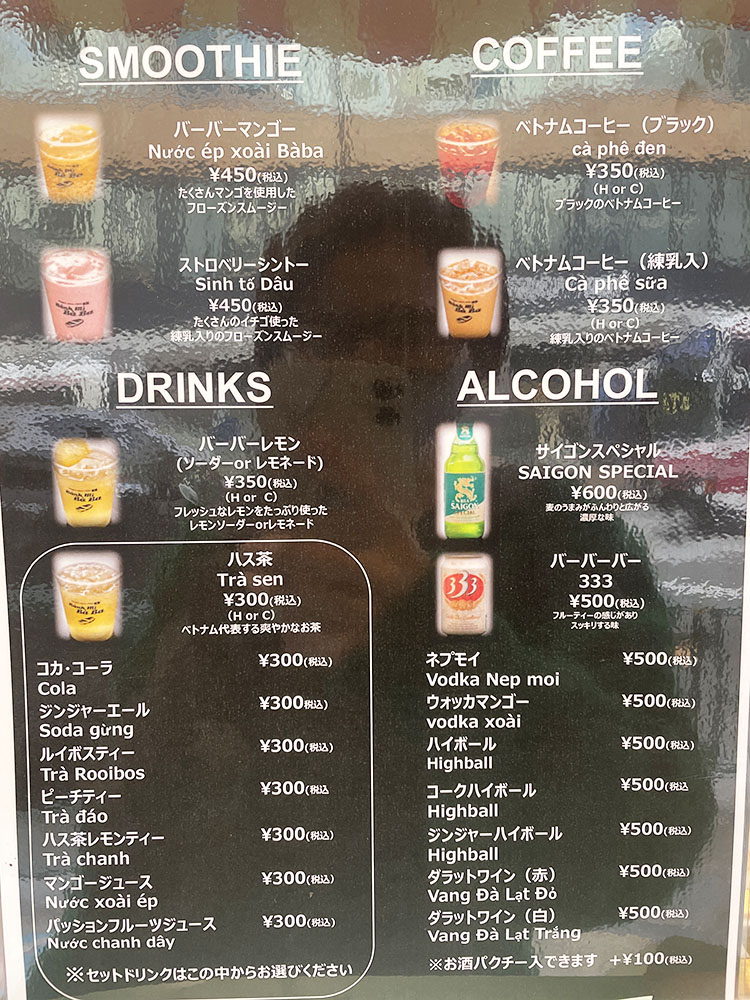 SMOOTHIE
バーバーマンゴー
Nước ép xoài Bàba
¥450(税込)
たくさんマンゴを使用した
フローズンスムージー
ストロベリーシントー
Sinh tố Dâu
¥450(税込)
たくさんのイチゴ使った
練乳入りのフローズンスムージー
COFFEE
ベトナムコーヒー（ブラック）
cà phê đen
¥350(税込)
（H or C）
ブラックのベトナムコーヒー
ベトナムコーヒー（練乳入）
Cà phê sữa
¥350(税込)
（H or C）
練乳入りのベトナムコーヒー
DRINKS
バーバーレモン
(ソーダーor レモネード)
¥350(税込)
(H or C)
フレッシュなレモンをたっぷり使った
レモンソーダーorレモネード
ハス茶
Trà sen
¥300(税込)
(H or C)
ベトナム代表する爽やかなお茶
コカ・コーラ ¥300(税込)
Cola
ジンジャーエール ¥300税込)
Soda gừng
ルイボスティー ¥300(税込)
Trà Rooibos
ピーチティー ¥300(税込
Trà đáo
ハス茶レモンティー ¥300(税込)
Trà chanh
マンゴージュース ¥300(税込)
Nước xoài ép
パッションフルーツジュース ¥300(税込)
Nước chanh dây
※セットドリンクはこの中からお選びください
ALCOHOL
サイゴンスペシャル
SAIGON SPECIAL
¥600(税込)
麦のうまみがふんわりと広がる
濃厚な味
バーバーバー
333
¥500(税込)
フルーティーの感じがあり
スッキリする味
ネプモイ ¥500(税込)
Vodka Nep moi
ウォッカマンゴー ¥500(税込)
vodka xoài
ハイボール ¥500(税込)
Highball
コークハイボール ¥500(税込
Highball
ジンジャーハイボール ¥500(税込)
Highball
ダラットワイン（赤） ¥500(税込)
Vang Đà Lạt Đỏ
ダラットワイン（白） ¥500(税込)
Vang Đà Lạt Trắng
※お酒パクチー入できます +¥100(税込)
Bánh Mì
Bà Ba
Bánh Mì
Bà Ba
Bánh Mì
Bà Ba
Bánh Mì
Bà Ba
SAIGON
333